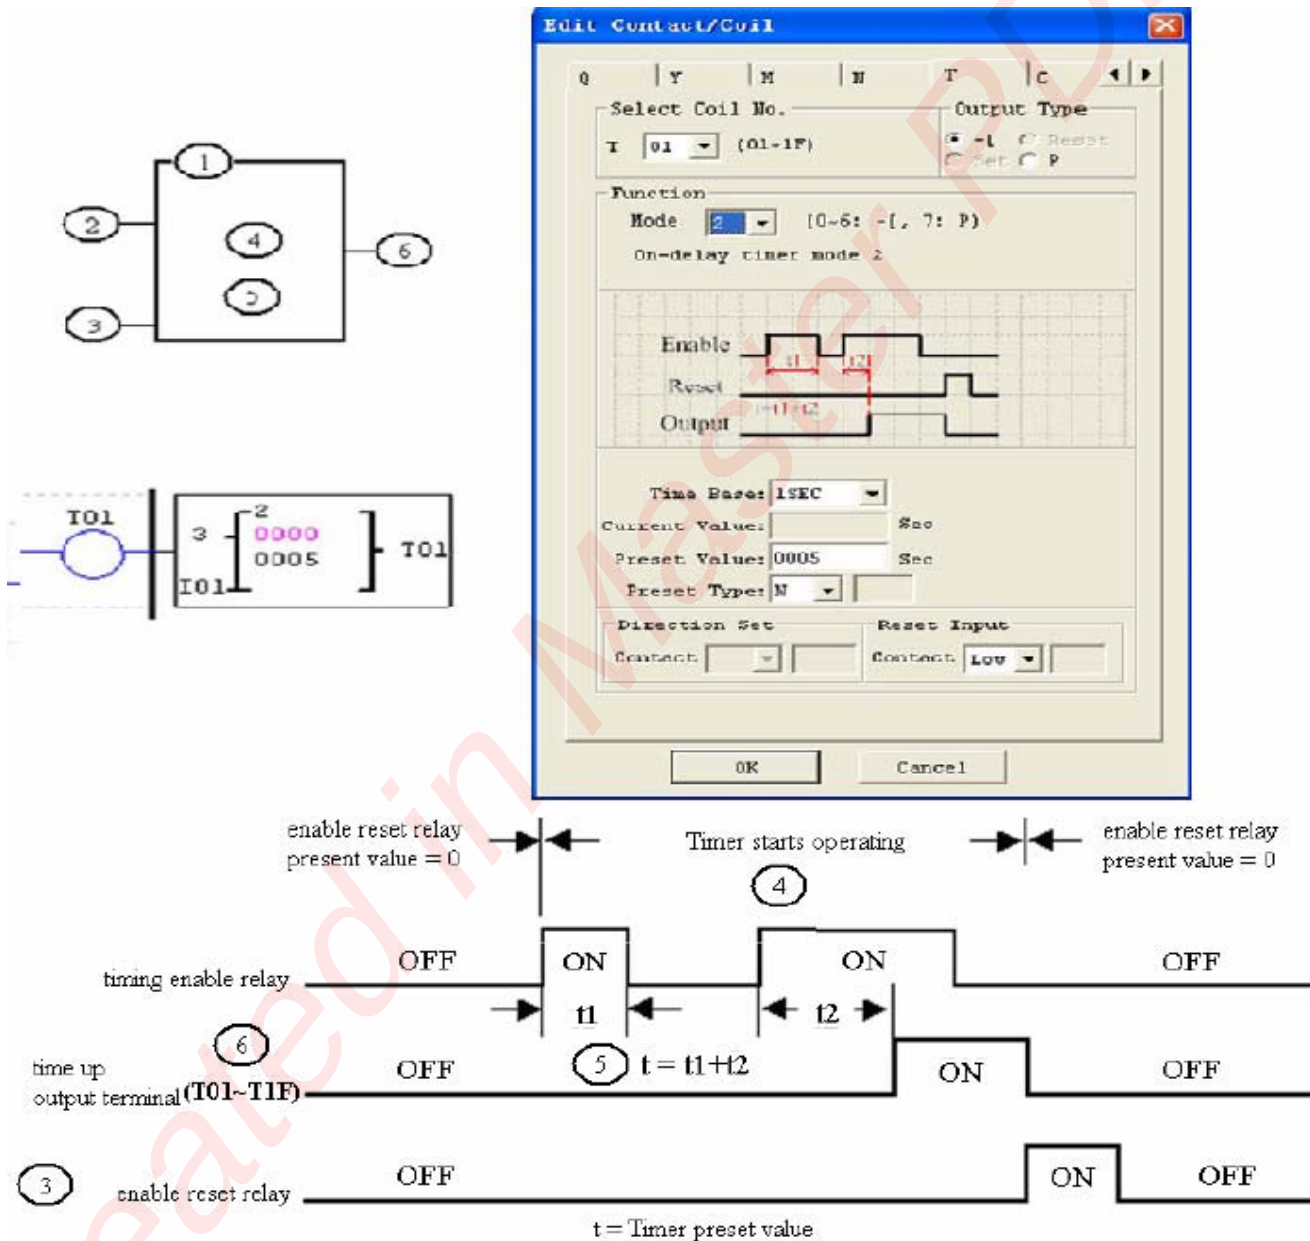 Edit Contact/Coil
Q Y M N T C
Select Coil No.
Output Type
T 01 (01~1F)
-[ Reset
Set P
Function
Mode 2 (0~6: -[, 7: P)
On-delay timer mode 2
1
2
3
4
5
6
Enable
t1 t2
Reset
t=t1+t2
Output
Time Base: 1SEC
Current Value: Sec
Preset Value: 0005 Sec
Preset Type: N
Direction Set
Reset Input
Contact
Contact Low
OK Cancel
T01
2
3 0000
0005
T01
I01
enable reset relay
present value = 0
Timer starts operating
enable reset relay
present value = 0
4
timing enable relay OFF ON ON OFF
t1 t2
6
5 t = t1+t2
time up
output terminal (T01~T1F) OFF ON OFF
3 enable reset relay OFF ON OFF
t = Timer preset value